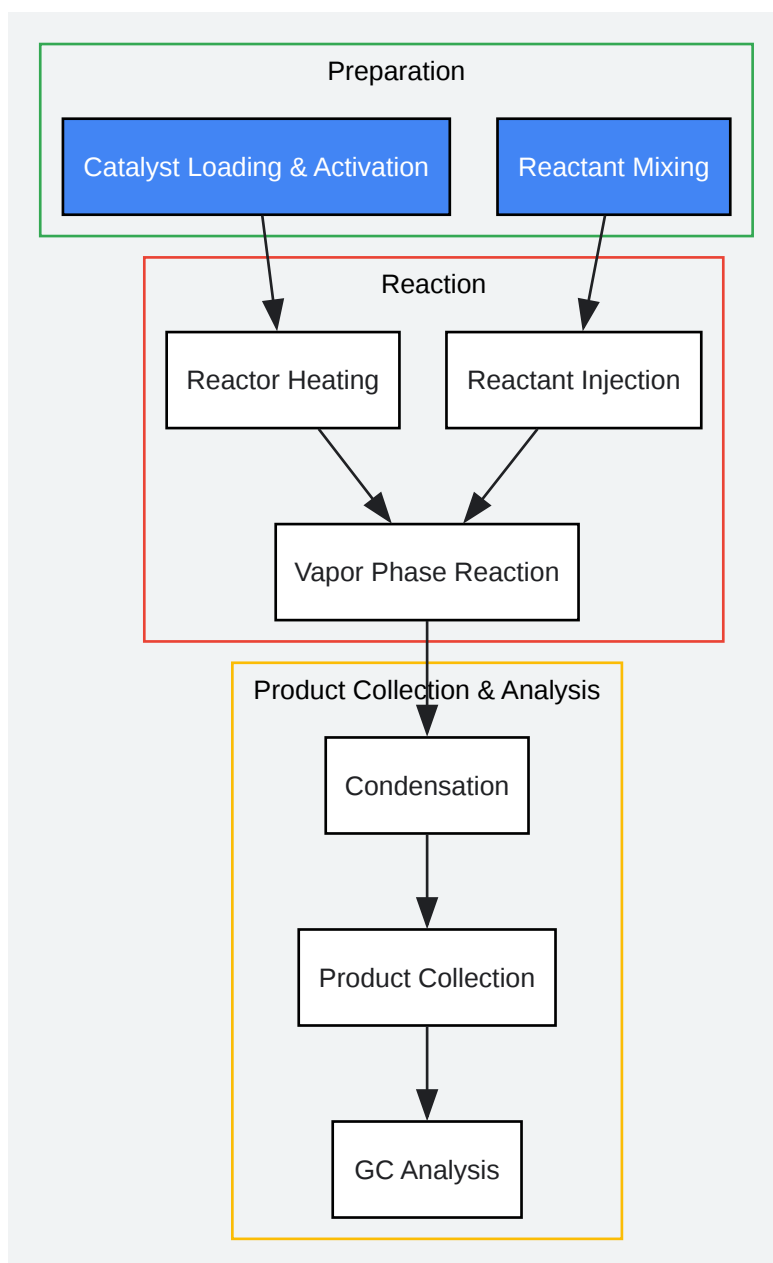 Preparation
Catalyst Loading & Activation
Reactant Mixing
Reaction
Reactor Heating
Reactant Injection
Vapor Phase Reaction
Product Collection & Analysis
Condensation
Product Collection
GC Analysis